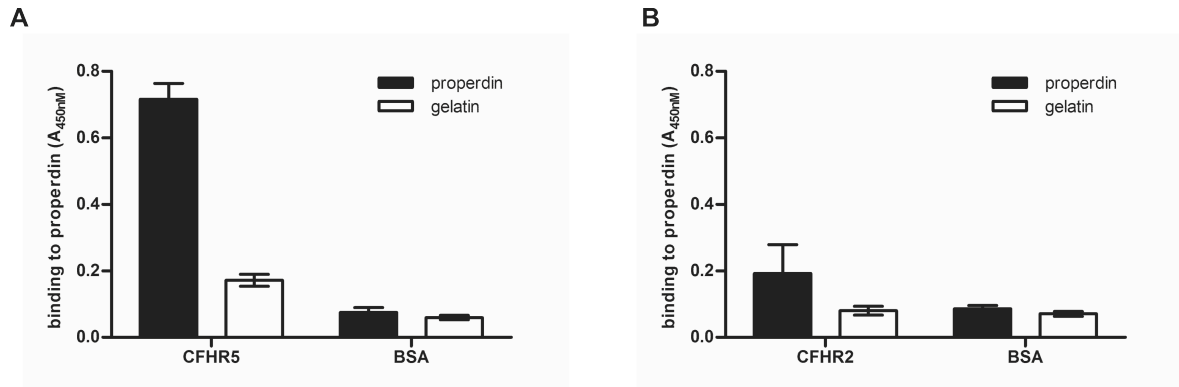 A
binding to properdin (A450nM)
0.8
0.6
0.4
0.2
0.0
properdin
gelatin
CFHR5 BSA
B
binding to properdin (A450nM)
0.8
0.6
0.4
0.2
0.0
properdin
gelatin
CFHR2 BSA